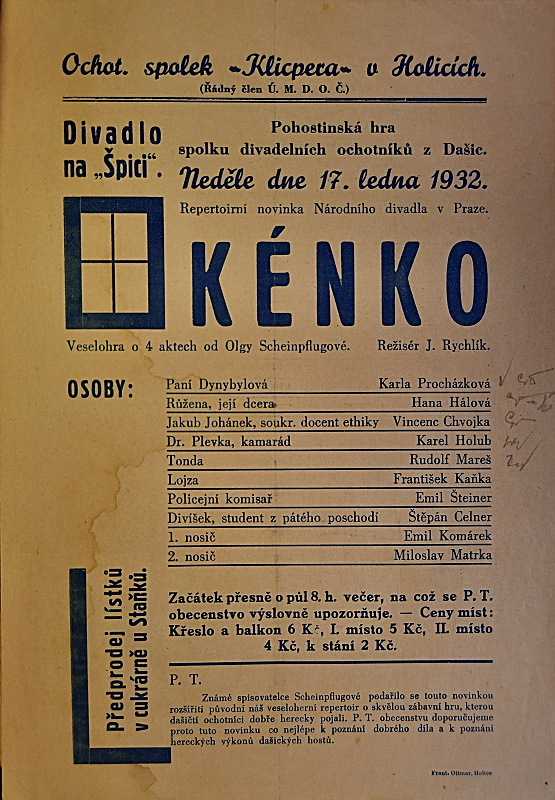 Ochot. spolek „Klicpera“ v Holicích.
(Řádný člen Ú. M. D. O. Č.)
Divadlo
na „Špici“.
Pohostinská hra
spolku divadelních ochotníků z Dašic.
Neděle dne 17. ledna 1932.
Repertoirní novinka Národního divadla v Praze.
OKÉNKO
Veselohra o 4 aktech od Olgy Scheinpflugové. Režisér J. Rychlík.
OSOBY:
Paní Dynybylová Karla Procházková
Růžena, její dcera Hana Hálová
Jakub Johánek, soukr. docent ethiky Vincenc Chvojka
Dr. Plevka, kamarád Karel Holub
Tonda Rudolf Mareš
Lojza František Kaňka
Policejní komisař Emil Šteiner
Divíšek, student z pátého poschodí Štěpán Celner
1. nosič Emil Komárek
2. nosič Miloslav Matrka
Předprodej lístků
v cukrárně u Staňků.
Začátek přesně o půl 8. h. večer, na což se P. T.
obecenstvo výslovně upozorňuje. — Ceny míst:
Křeslo a balkon 6 Kč, I. místo 5 Kč, II. místo
4 Kč, k stání 2 Kč.
P. T.
Známé spisovatelce Scheinpflugové podařilo se touto novinkou
rozšířiti původní náš veseloherní repertoir o skvělou zábavní hru, kterou
dašičtí ochotníci dobře herecky pojali. P. T. obecenstvu doporučujeme
proto tuto novinku co nejlépe k poznání dobrého díla a k poznání
hereckých výkonů dašických hostů.
Frant. Ottmar, Holice